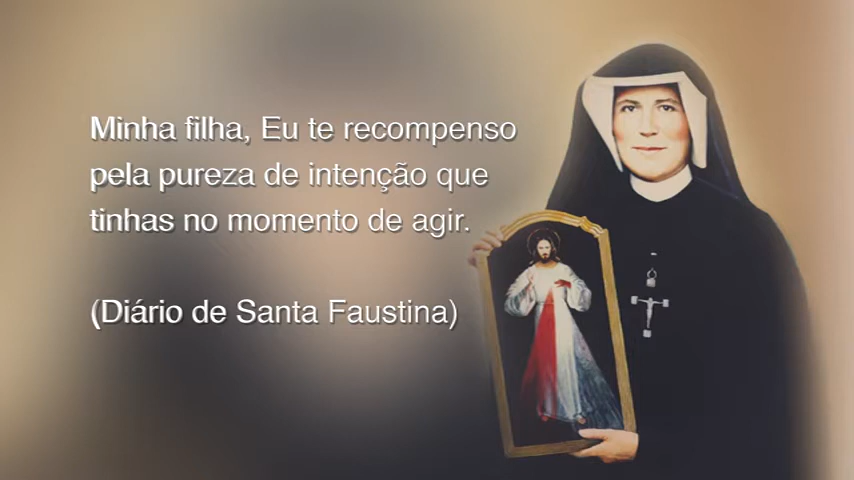 Minha filha, Eu te recompenso
pela pureza de intenção que
tinhas no momento de agir.
(Diário de Santa Faustina)